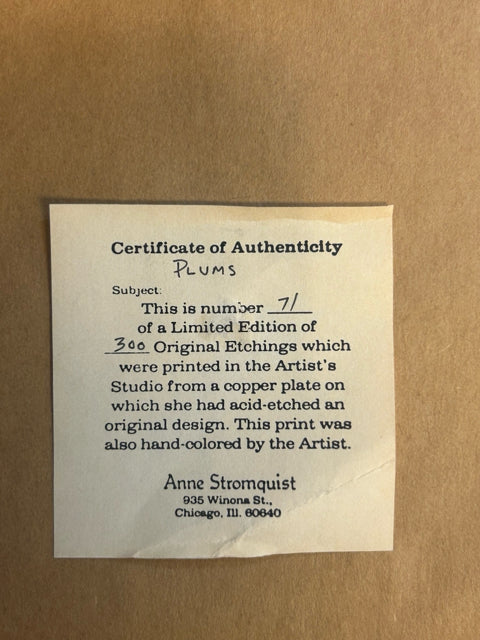 Certificate of Authenticity
PLUMS
Subject:
This is number 71
of a Limited Edition of
300 Original Etchings which
were printed in the Artist's
Studio from a copper plate on
which she had acid-etched an
original design. This print was
also hand-colored by the Artist.
Anne Stromquist
935 Winona St.,
Chicago, Ill. 60640